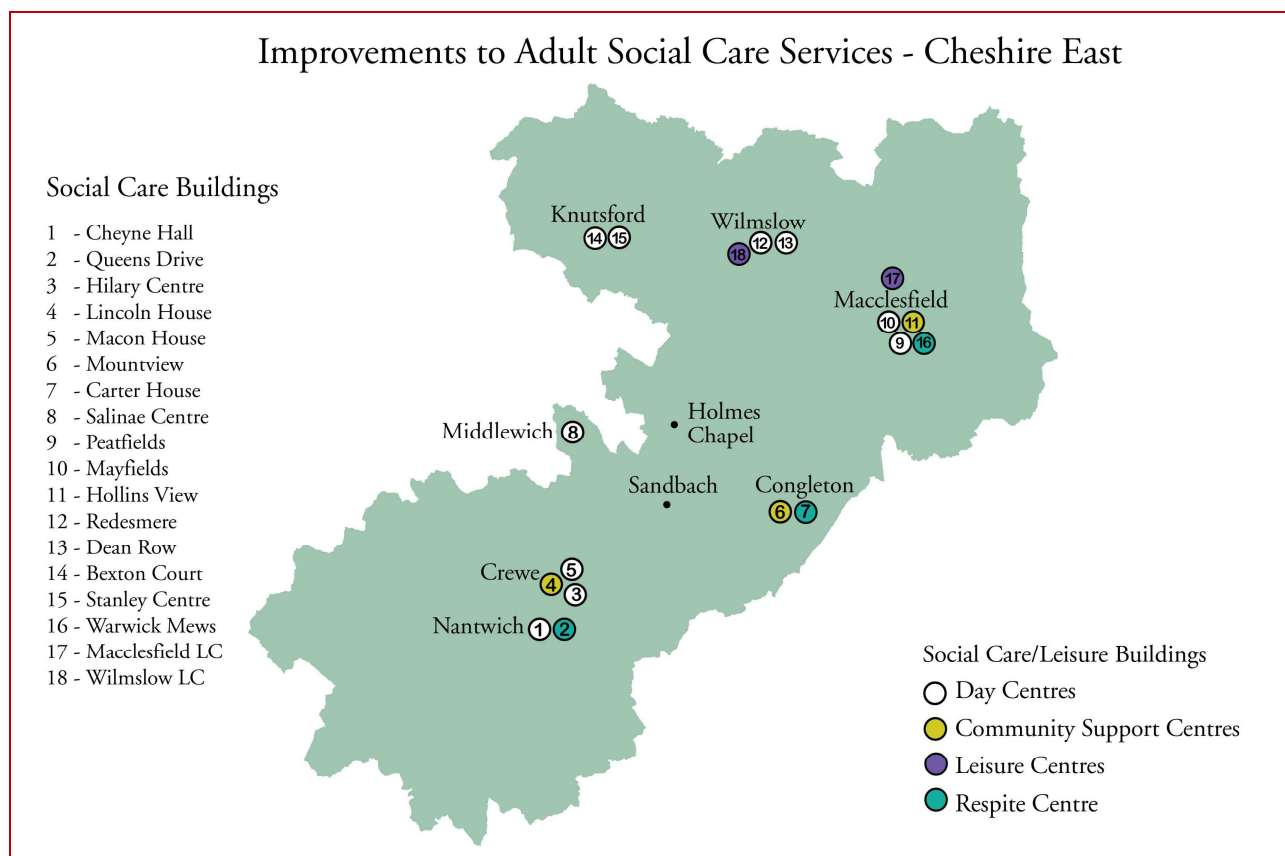 Improvements to Adult Social Care Services - Cheshire East
Social Care Buildings
1 - Cheyne Hall
2 - Queens Drive
3 - Hilary Centre
4 - Lincoln House
5 - Macon House
6 - Mountview
7 - Carter House
8 - Salinae Centre
9 - Peatfields
10 - Mayfields
11 - Hollins View
12 - Redesmere
13 - Dean Row
14 - Bexton Court
15 - Stanley Centre
16 - Warwick Mews
17 - Macclesfield LC
18 - Wilmslow LC
Knutsford
14 15
Wilmslow
18 12 13
17
Macclesfield
10 11
9 16
Holmes
Chapel
Middlewich 8
Sandbach
Congleton
6 7
Crewe
5
4
3
Nantwich 1 2
Social Care/Leisure Buildings
Day Centres
Community Support Centres
Leisure Centres
Respite Centre